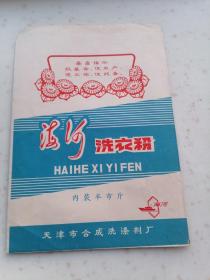 最高指示
抓革命，促生产，
促工作，促战备。
海河 洗衣粉
HAIHE XI YI FEN
内装半市斤
海河
天津市合成洗涤剂厂